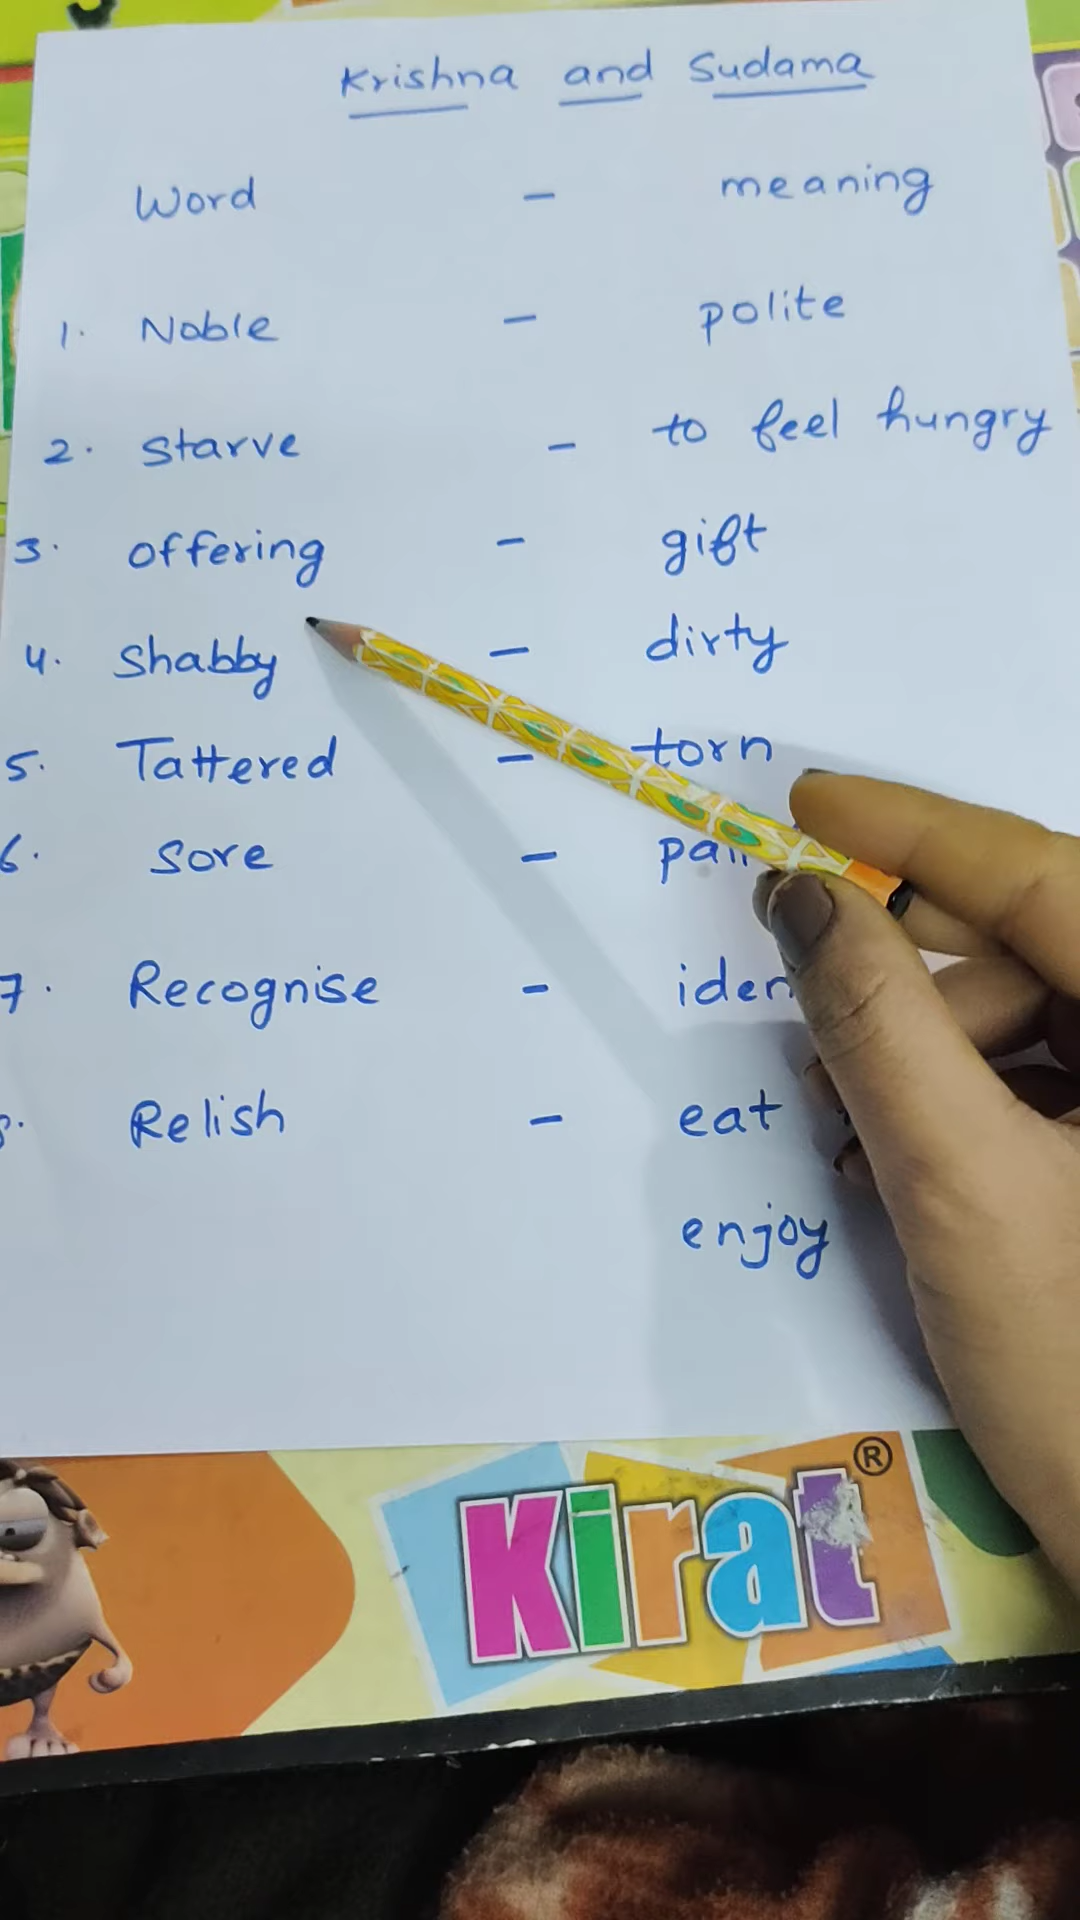 Krishna and Sudama
Word - meaning
1. Noble - polite
2. Starve - to feel hungry
3. offering - gift
4. Shabby - dirty
5. Tattered - torn
6. Sore -
7. Recognise -
Relish - eat
enjoy
Kirat®